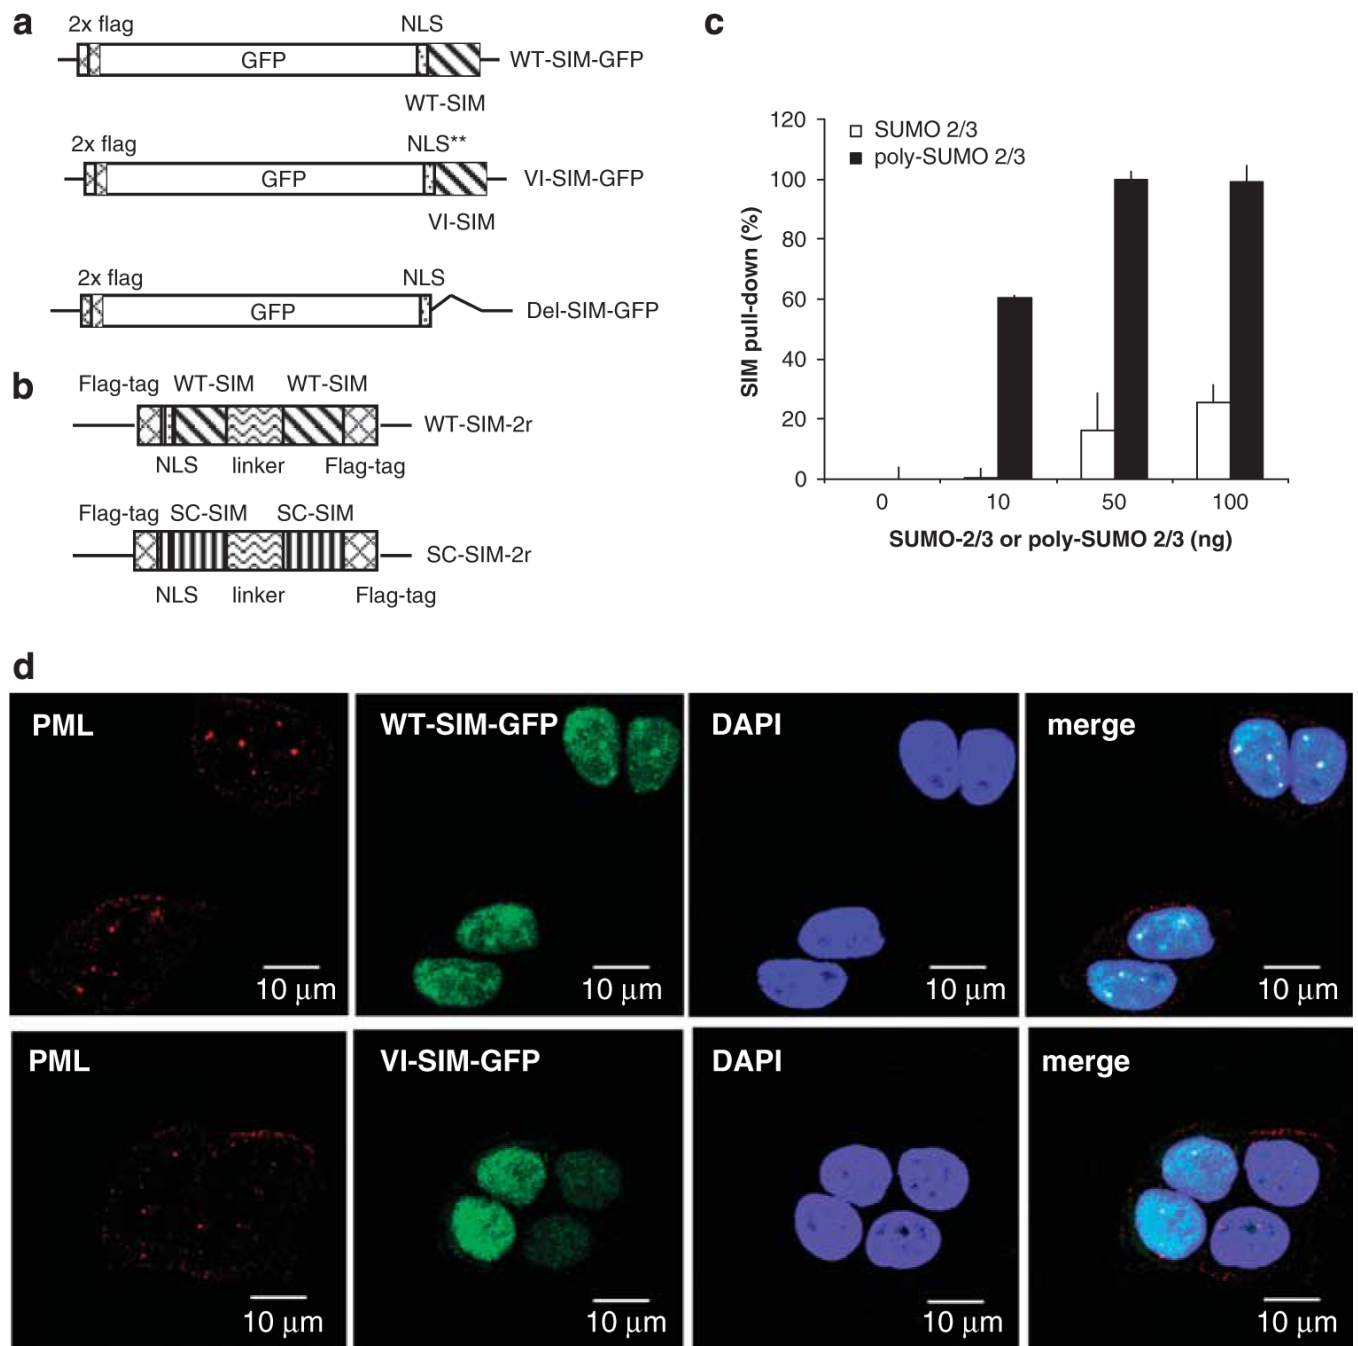 a
2x flag NLS
GFP WT-SIM-GFP
WT-SIM
2x flag NLS**
GFP VI-SIM-GFP
VI-SIM
2x flag NLS
GFP Del-SIM-GFP
b
Flag-tag WT-SIM WT-SIM
WT-SIM-2r
NLS linker Flag-tag
Flag-tag SC-SIM SC-SIM
SC-SIM-2r
NLS linker Flag-tag
c
SUMO 2/3
poly-SUMO 2/3
SIM pull-down (%)
120
100
80
60
40
20
0
0 10 50 100
SUMO-2/3 or poly-SUMO 2/3 (ng)
d
PML WT-SIM-GFP DAPI merge
10 μm 10 μm 10 μm 10 μm
PML VI-SIM-GFP DAPI merge
10 μm 10 μm 10 μm 10 μm